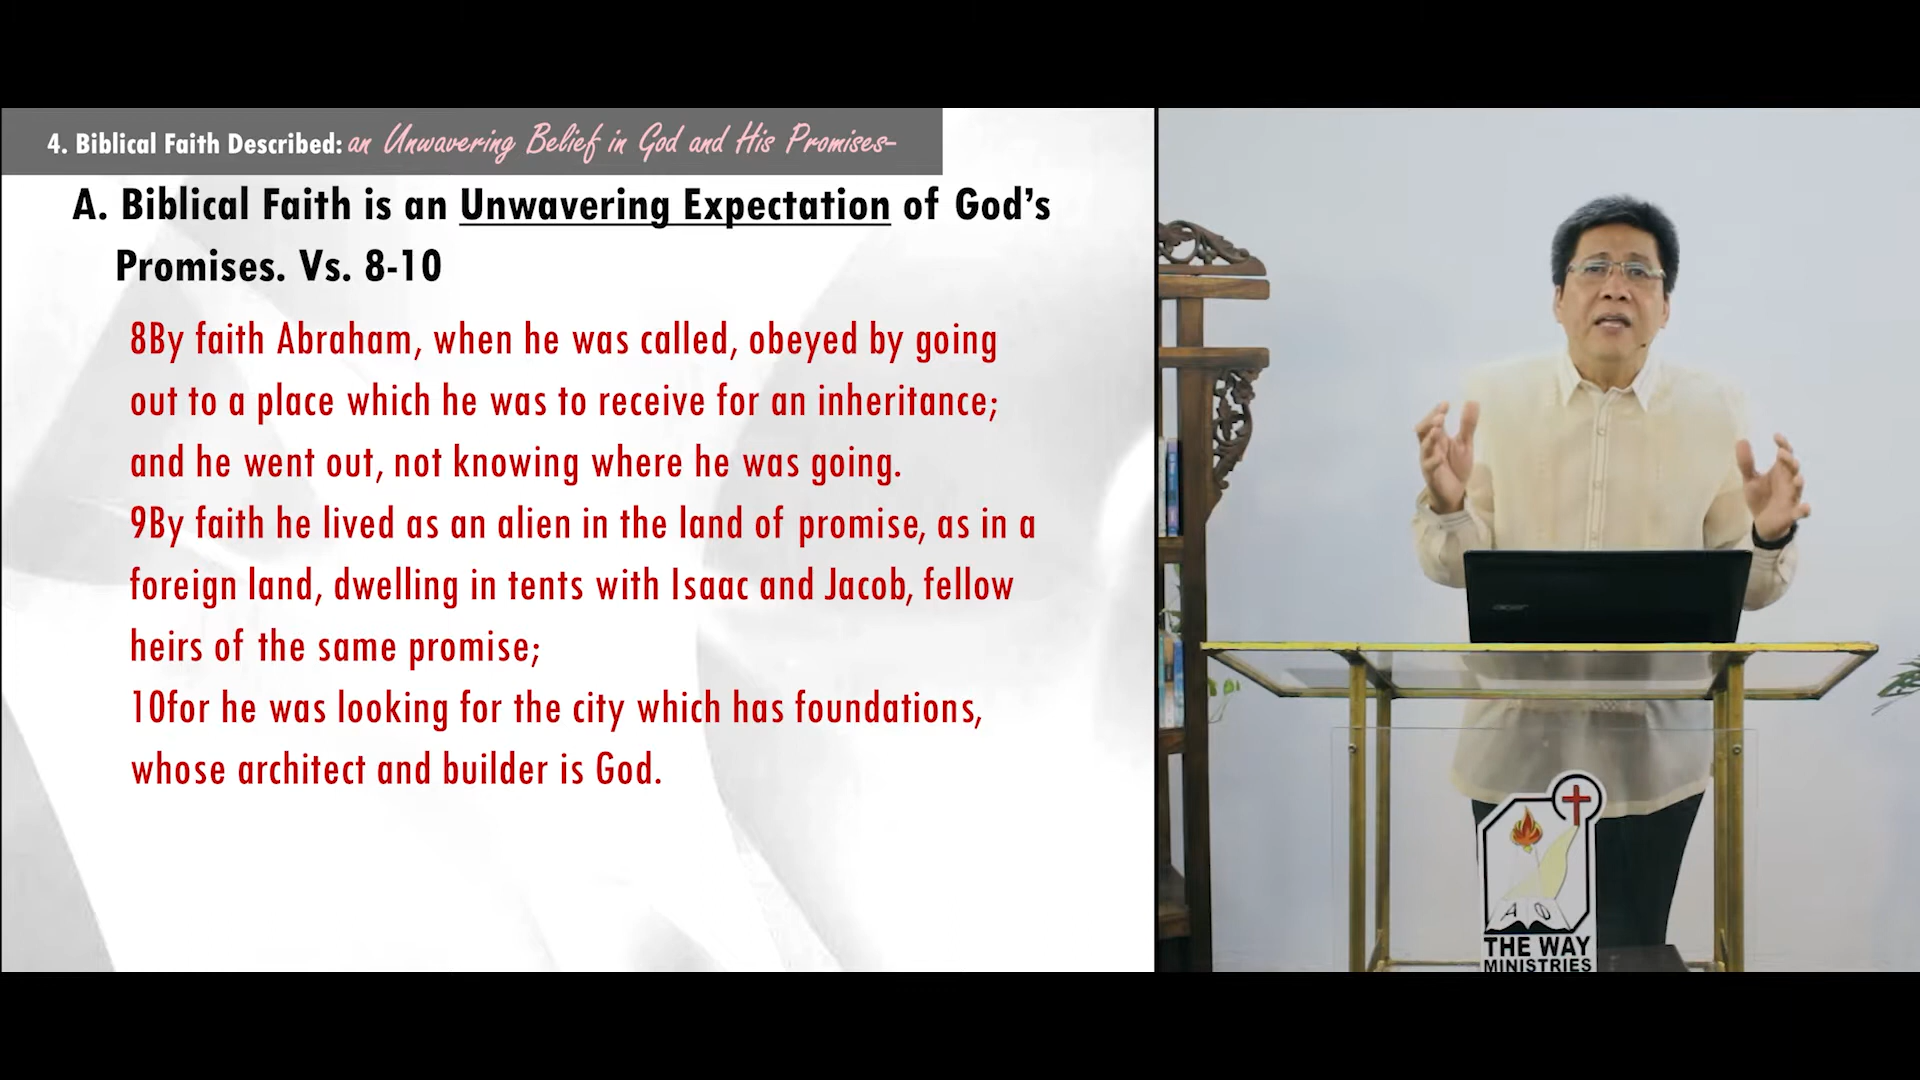 4. Biblical Faith Described: an Unwavering Belief in God and His Promises-
A. Biblical Faith is an Unwavering Expectation of God's
Promises. Vs. 8-10
8By faith Abraham, when he was called, obeyed by going
out to a place which he was to receive for an inheritance;
and he went out, not knowing where he was going.
9By faith he lived as an alien in the land of promise, as in a
foreign land, dwelling in tents with Isaac and Jacob, fellow
heirs of the same promise;
10for he was looking for the city which has foundations,
whose architect and builder is God.
acer
A
THE WAY
MINISTRIES